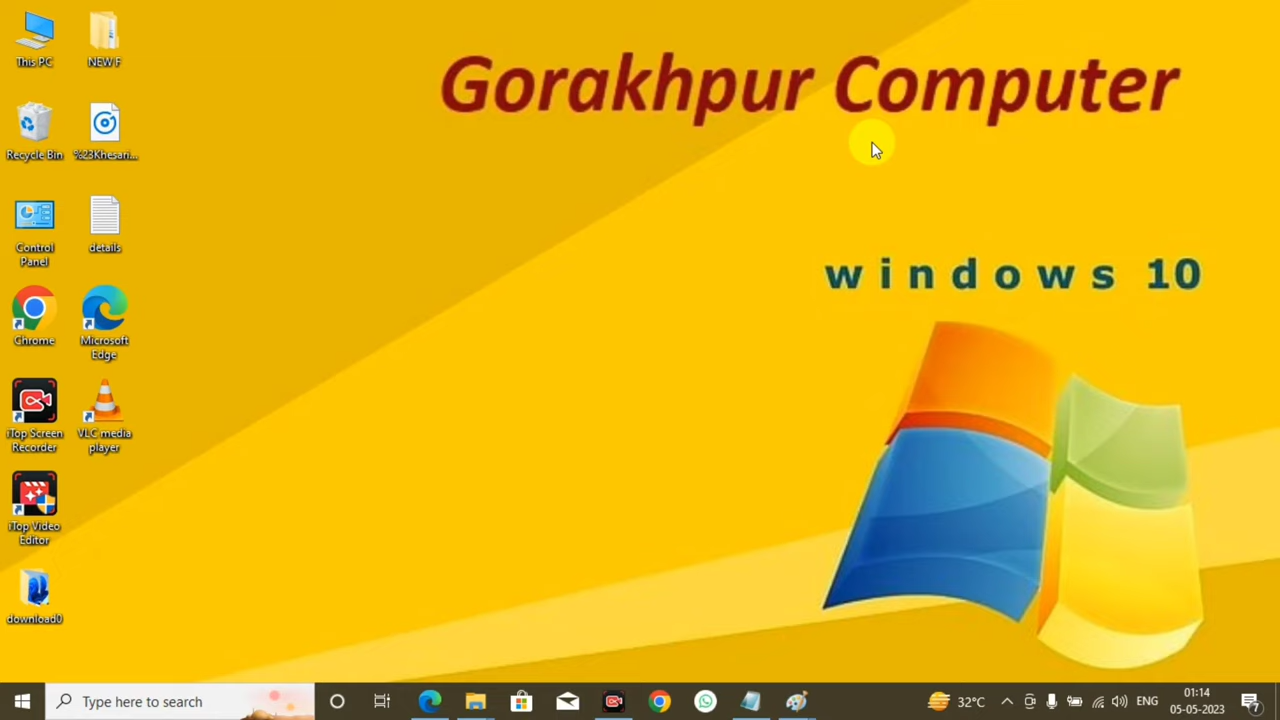 Gorakhpur Computer
windows 10
This PC
NEW F
Recycle Bin
%23Khesari...
Control
Panel
details
Chrome
Microsoft
Edge
iTop Screen
Recorder
VLC media
player
iTop Video
Editor
download0
Type here to search
32°C
ENG
01:14
05-05-2023
7